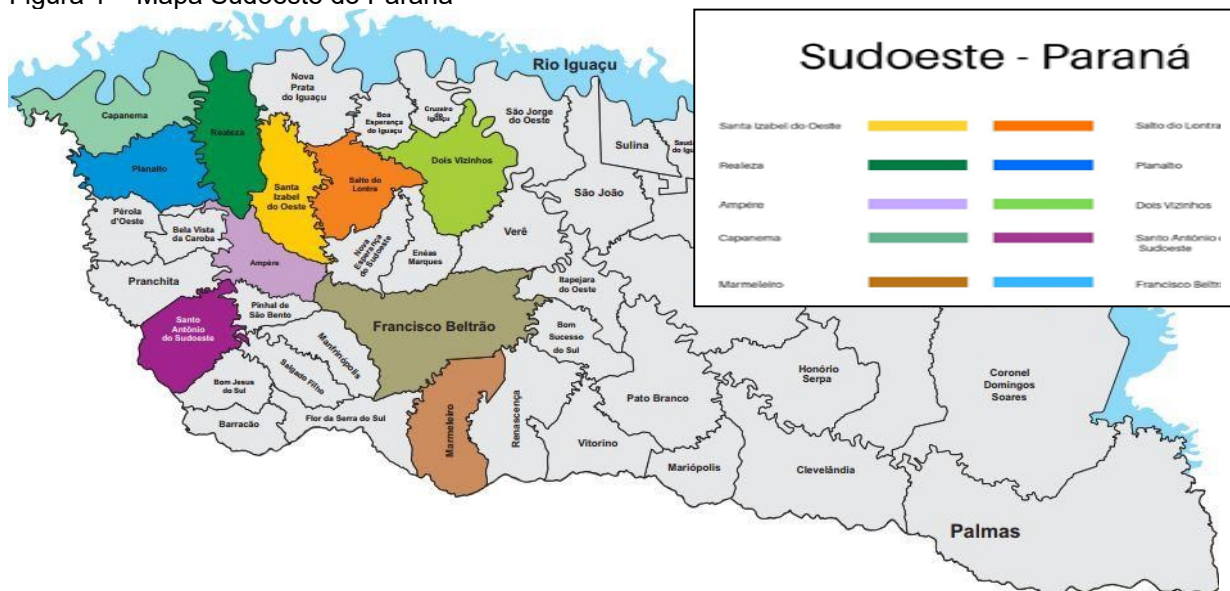 Figura 1 – Mapa Sudoeste do Paraná
Sudoeste - Paraná
Santa Izabel do Oeste
Salto do Lontra
Realeza
Planalto
Ampére
Dois Vizinhos
Capanema
Santo Antônio
Sudoeste
Marmeleiro
Francisco Beltr
Rio Iguaçu
Nova
Prata
do Iguaçu
Capanema
Realeza
Boa
Esperança
do Iguaçu
Cruzeiro
do
Iguaçu
São Jorge
do Oeste
Sulina
Planalto
Santa
Izabel
do Oeste
Salto do
Lontra
Dois Vizinhos
São João
Pérola
d'Oeste
Bela Vista
da Caroba
Verê
Nova
Esperança
do Sudoeste
Enéas
Marques
Ampére
Pranchita
Itapejara
do Oeste
Pinhal de
São Bento
Santo
Antônio
do Sudoeste
Francisco Beltrão
Manfrinópolis
Bom
Sucesso
do Sul
Salgado Filho
Honório
Serpa
Coronel
Domingos
Soares
Bom Jesus
do Sul
Pato Branco
Flor da Serra do Sul
Barracão
Marmeleiro
Renascença
Vitorino
Mariópolis
Clevelândia
Palmas